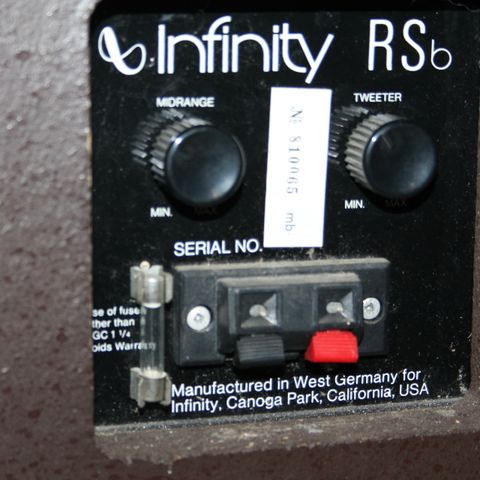 Infinity RSb
MIDRANGE
TWEETER
MIN. MAX
MIN. MAX
№ 810065 mb
SERIAL NO.
se of fuse
ther than
GC 1 1/4
oids Warra
Manufactured in West Germany for
Infinity, Canoga Park, California, USA